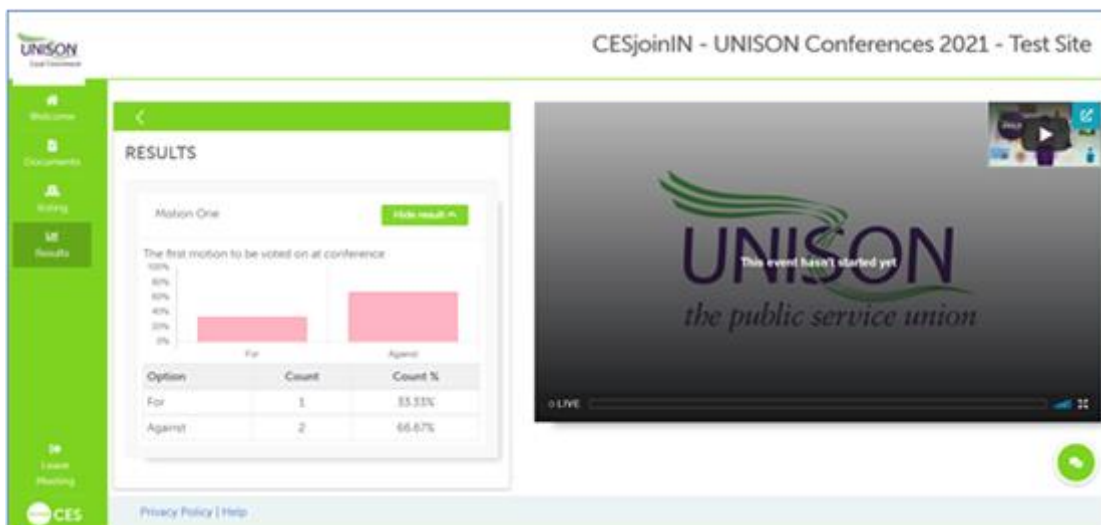 UNISON
CESjoinIN - UNISON Conferences 2021 - Test Site
Welcome
Documents
Voting
Results
Leave
Meeting
CES
RESULTS
Motion One
Hide result
The first motion to be voted on at conference
100%
80%
60%
40%
20%
0%
For
Against
Option Count Count %
For 1 33.33%
Against 2 66.67%
UNISON
This event hasn't started yet
the public service union
LIVE
Privacy Policy | Help